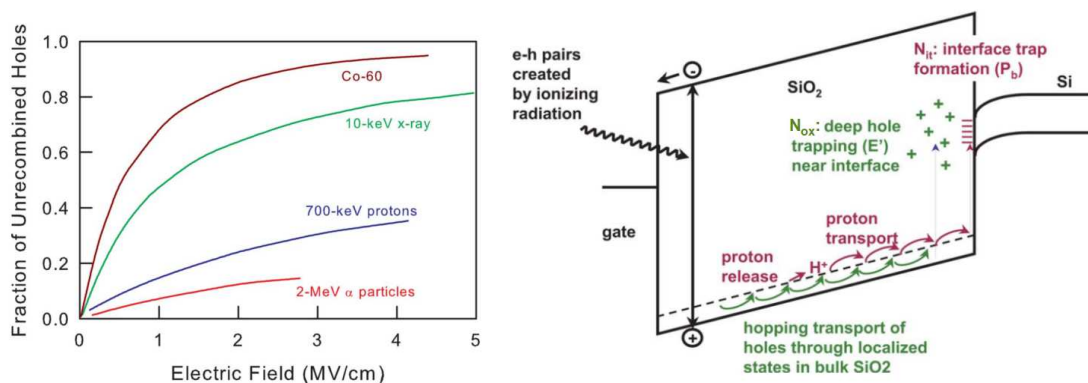 Fraction of Unrecombined Holes
1.0
0.8
0.6
0.4
0.2
0.0
Co-60
10-keV x-ray
700-keV protons
2-MeV α particles
0
1
2
3
4
5
Electric Field (MV/cm)
e-h pairs
created
by ionizing
radiation
-
SiO₂
Nit: interface trap
formation (Pb)
Si
Nox: deep hole
trapping (E')
near interface
+ + + + + + + +
gate
proton
transport
proton
release
H⁺
+
hopping transport of
holes through localized
states in bulk SiO2